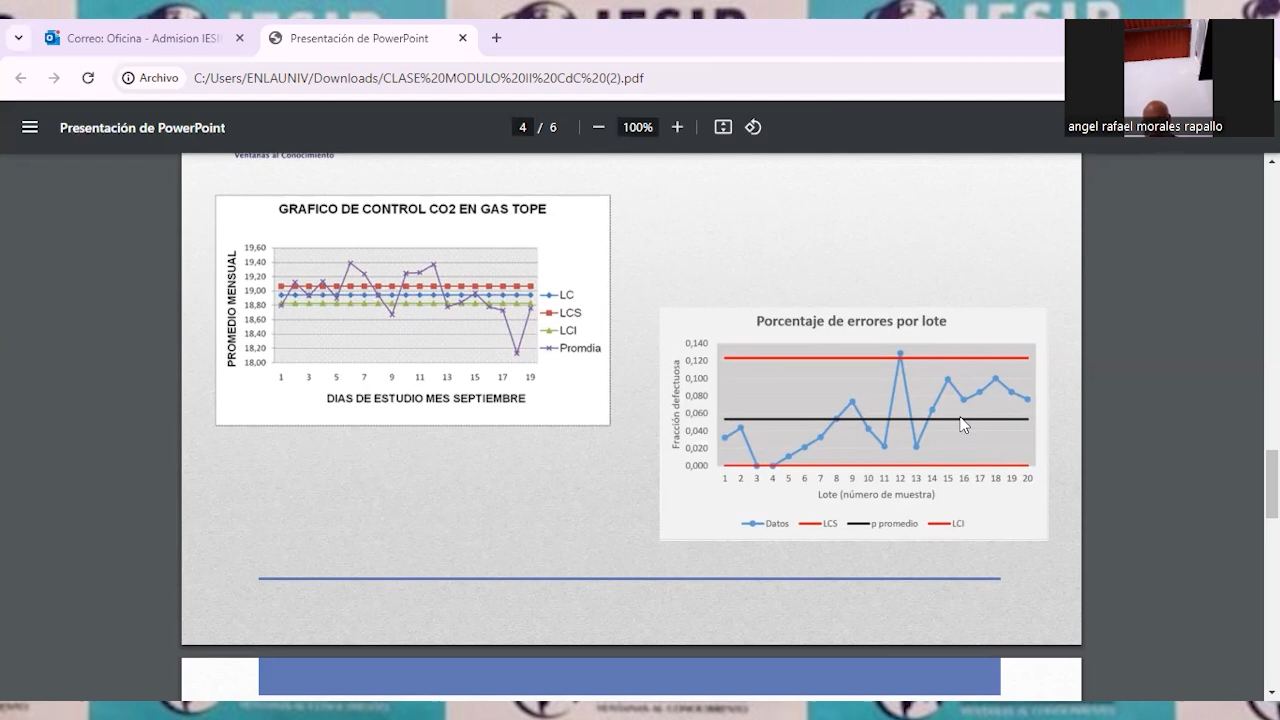 Correo: Oficina - Admision IESIP
Presentación de PowerPoint
Archivo
C:/Users/ENLAUNIV/Downloads/CLASE%20MODULO%20II%20CdC%20(2).pdf
angel rafael morales rapallo
Presentación de PowerPoint
4 / 6
100%
Ventanas al Conocimiento
GRAFICO DE CONTROL CO2 EN GAS TOPE
PROMEDIO MENSUAL
19,60
19,40
19,20
19,00
18,80
18,60
18,40
18,20
18,00
1 3 5 7 9 11 13 15 17 19
DIAS DE ESTUDIO MES SEPTIEMBRE
LC
LCS
LCI
Promdia
Porcentaje de errores por lote
Fracción defectuosa
0,140
0,120
0,100
0,080
0,060
0,040
0,020
0,000
1 2 3 4 5 6 7 8 9 10 11 12 13 14 15 16 17 18 19 20
Lote (número de muestra)
Datos LCS p promedio LCI